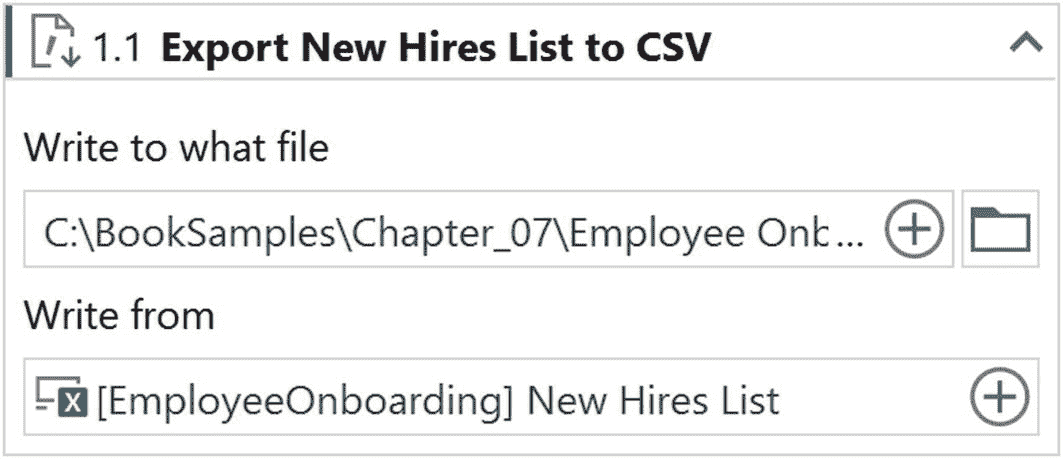 1.1 Export New Hires List to CSV
Write to what file
C:\BookSamples\Chapter_07\Employee Onb...
Write from
[EmployeeOnboarding] New Hires List